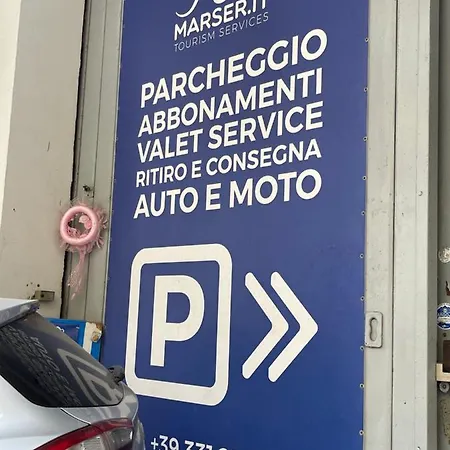 MARSER.IT
TOURISM SERVICES
PARCHEGGIO
ABBONAMENTI
VALET SERVICE
RITIRO E CONSEGNA
AUTO E MOTO
P
+39 331